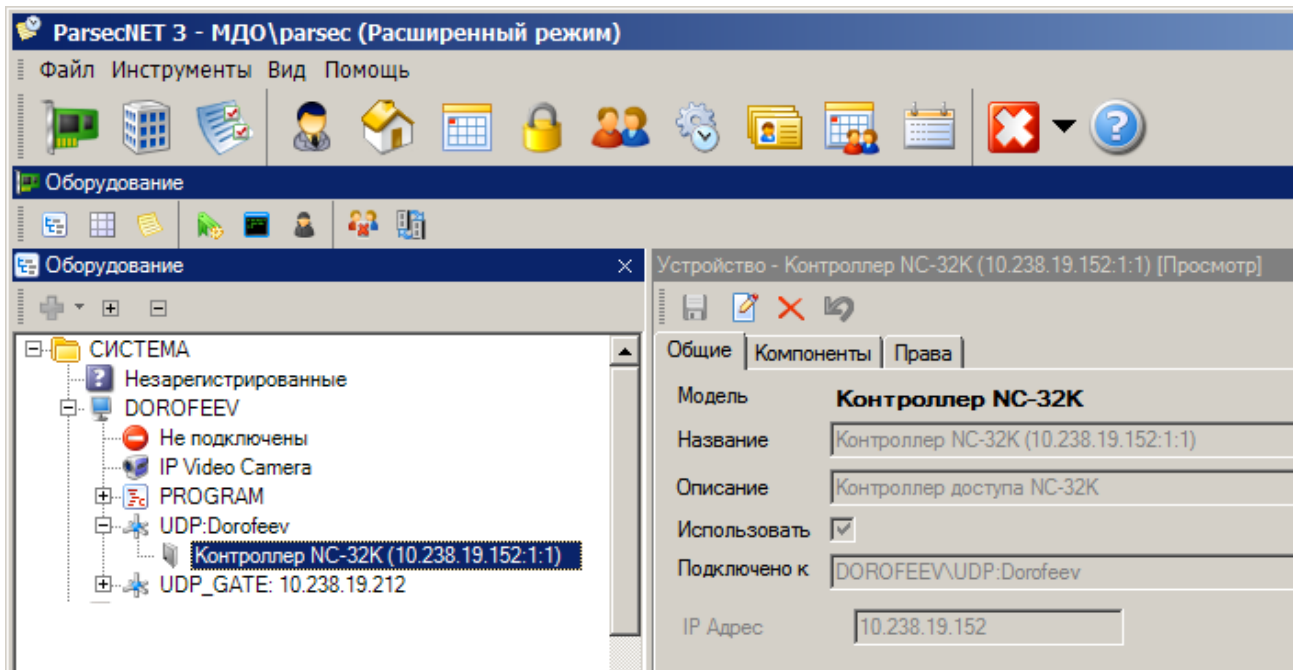 ParsecNET 3 - МДО\parsec (Расширенный режим)
Файл Инструменты Вид Помощь
Оборудование
Оборудование
СИСТЕМА
Незарегистрированные
DOROFEEV
Не подключены
IP Video Camera
PROGRAM
UDP:Dorofeev
Контроллер NC-32K (10.238.19.152:1:1)
UDP_GATE: 10.238.19.212
Устройство - Контроллер NC-32K (10.238.19.152:1:1) [Просмотр]
Общие Компоненты Права
Модель Контроллер NC-32K
Название Контроллер NC-32K (10.238.19.152:1:1)
Описание Контроллер доступа NC-32K
Использовать
Подключено к DOROFEEV\UDP:Dorofeev
IP Адрес 10.238.19.152